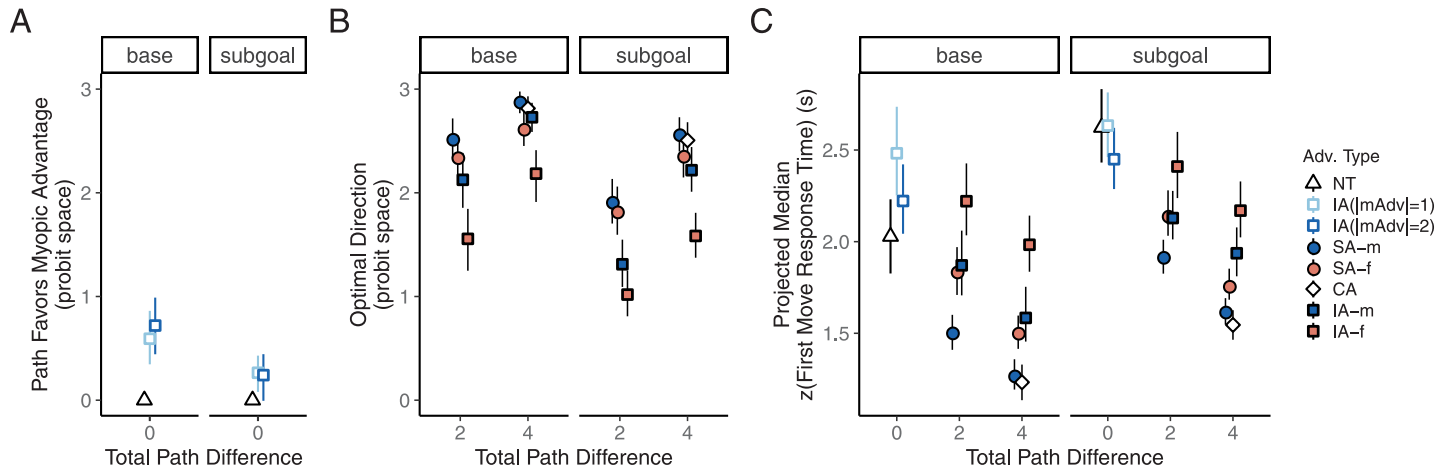 A
base
subgoal
Path Favors Myopic Advantage
(probit space)
3
2
1
0
0
0
Total Path Difference
B
base
subgoal
Optimal Direction
(probit space)
3
2
1
0
2
4
2
4
Total Path Difference
C
base
subgoal
Projected Median
z(First Move Response Time) (s)
2.5
2.0
1.5
0
2
4
0
2
4
Total Path Difference
Adv. Type
NT
IA(|mAdv|=1)
IA(|mAdv|=2)
SA−m
SA−f
CA
IA−m
IA−f